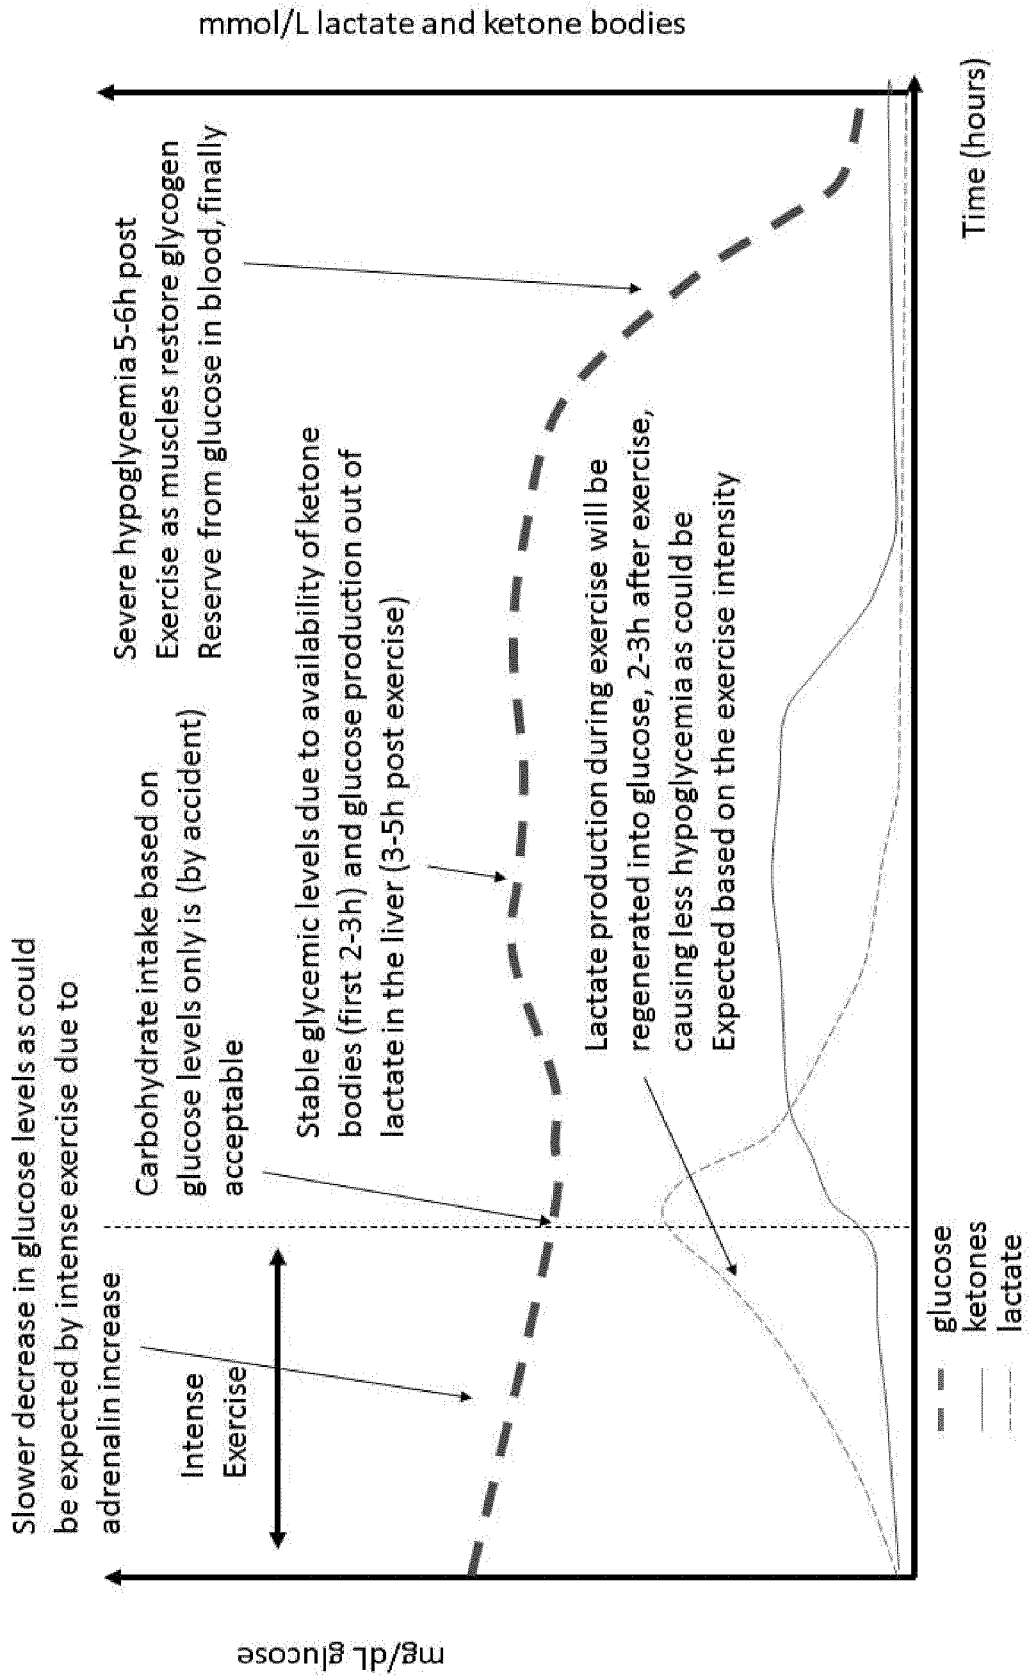 Slower decrease in glucose levels as could
be expected by intense exercise due to
adrenalin increase
Carbohydrate intake based on
glucose levels only is (by accident)
acceptable
Severe hypoglycemia 5-6h post
Exercise as muscles restore glycogen
Reserve from glucose in blood, finally
Intense
Exercise
Stable glycemic levels due to availability of ketone
bodies (first 2-3h) and glucose production out of
lactate in the liver (3-5h post exercise)
Lactate production during exercise will be
regenerated into glucose, 2-3h after exercise,
causing less hypoglycemia as could be
Expected based on the exercise intensity
mg/dL glucose
mmol/L lactate and ketone bodies
Time (hours)
glucose
ketones
lactate